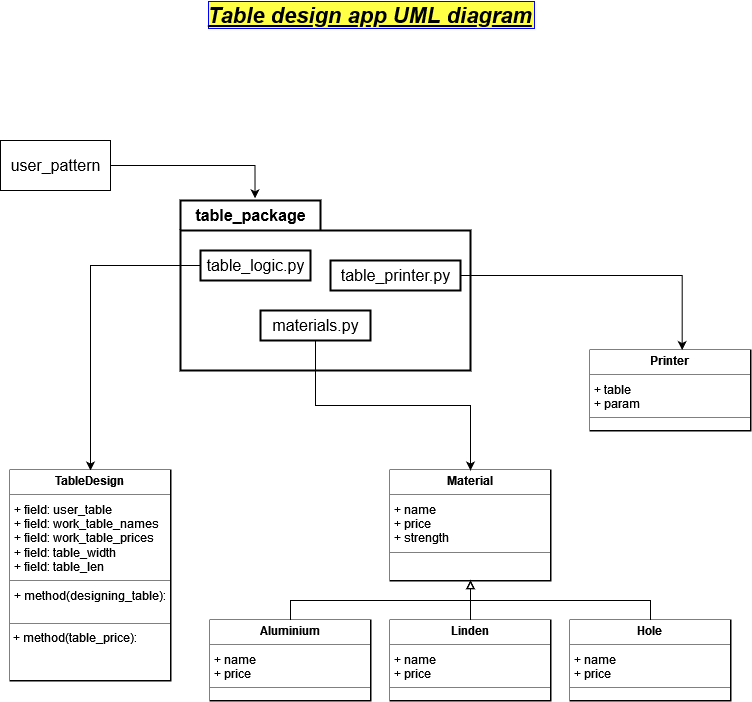 Table design app UML diagram
user_pattern
table_package
table_logic.py
table_printer.py
materials.py
Printer
+ table
+ param
TableDesign
+ field: user_table
+ field: work_table_names
+ field: work_table_prices
+ field: table_width
+ field: table_len
+ method(designing_table):
+ method(table_price):
Material
+ name
+ price
+ strength
Aluminium
+ name
+ price
Linden
+ name
+ price
Hole
+ name
+ price